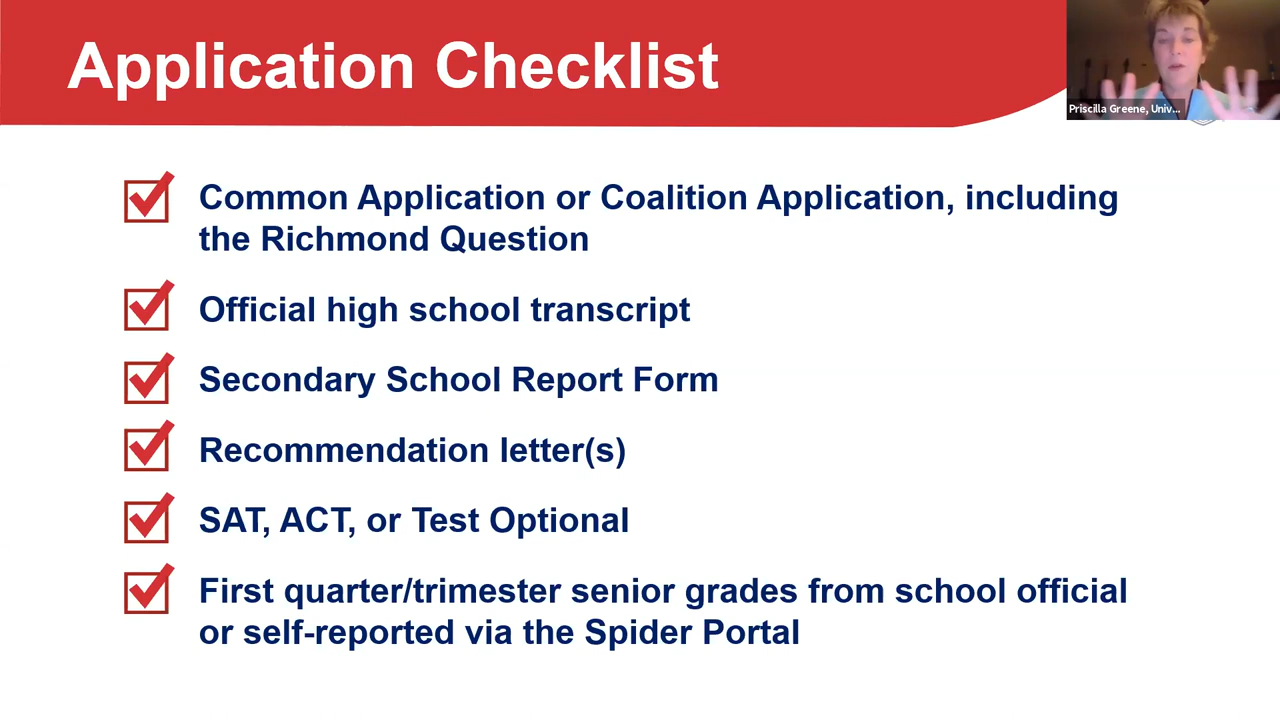 Application Checklist
Priscilla Greene, Univ...
Common Application or Coalition Application, including
the Richmond Question
Official high school transcript
Secondary School Report Form
Recommendation letter(s)
SAT, ACT, or Test Optional
First quarter/trimester senior grades from school official
or self-reported via the Spider Portal